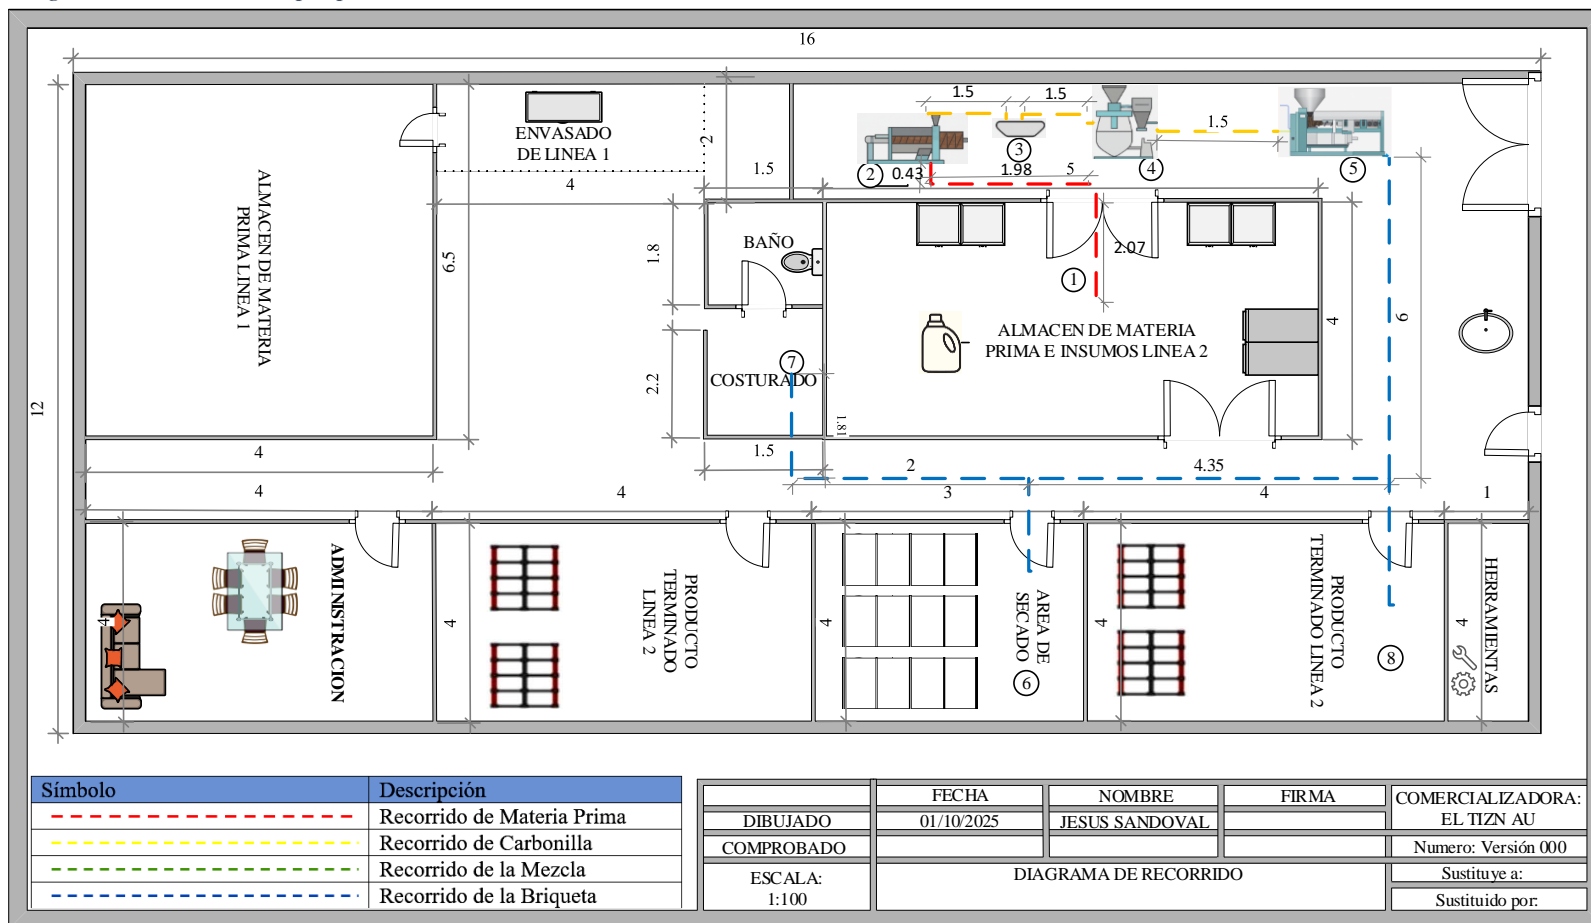 16
1.5
1.5
ENVASADO
DE LINEA 1
2
3
1.5
4
1.5
2
0.43
1.98
5
4
5
ALMACEN DE MATERIA
PRIMA LINEA 1
6.5
1.8
BAÑO
2.07
1
ALMACEN DE MATERIA
PRIMA E INSUMOS LINEA 2
4
6
7
COSTURADO
2.2
12
1.81
4
1.5
2
4.35
4
4
3
4
1
ADMINISTRACION
4
PRODUCTO
TERMINADO
LINEA 2
4
AREA DE
SECADO
6
4
PRODUCTO
TERMINADO LINEA 2
4
8
HERRAMIENTAS
4
Símbolo Descripción
Recorrido de Materia Prima
Recorrido de Carbonilla
Recorrido de la Mezcla
Recorrido de la Briqueta
FECHA NOMBRE FIRMA COMERCIALIZADORA:
EL TIZN AU
DIBUJADO 01/10/2025 JESUS SANDOVAL
COMPROBADO Numero: Versión 000
ESCALA:
1:100
DIAGRAMA DE RECORRIDO
Sustituye a:
Sustituido por: